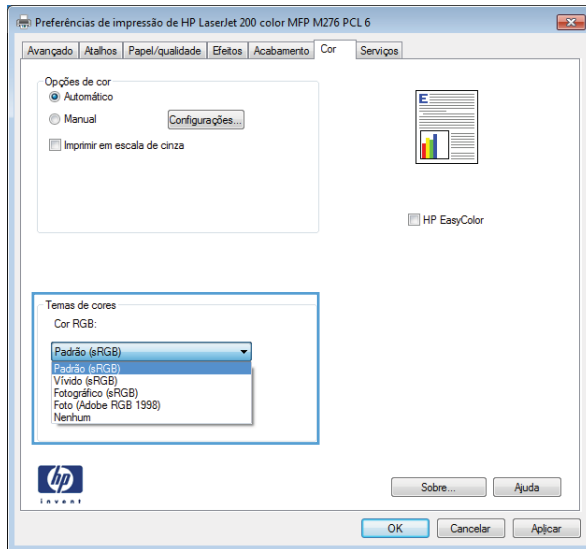 Preferências de impressão de HP LaserJet 200 color MFP M276 PCL 6
Avançado Atalhos Papel/qualidade Efeitos Acabamento Cor Serviços
Opções de cor
Automático
Manual Configurações...
Imprimir em escala de cinza
E
HP EasyColor
Temas de cores
Cor RGB:
Padrão (sRGB)
Padrão (sRGB)
Vívido (sRGB)
Fotográfico (sRGB)
Foto (Adobe RGB 1998)
Nenhum
hp
invent
Sobre... Ajuda
OK Cancelar Aplicar